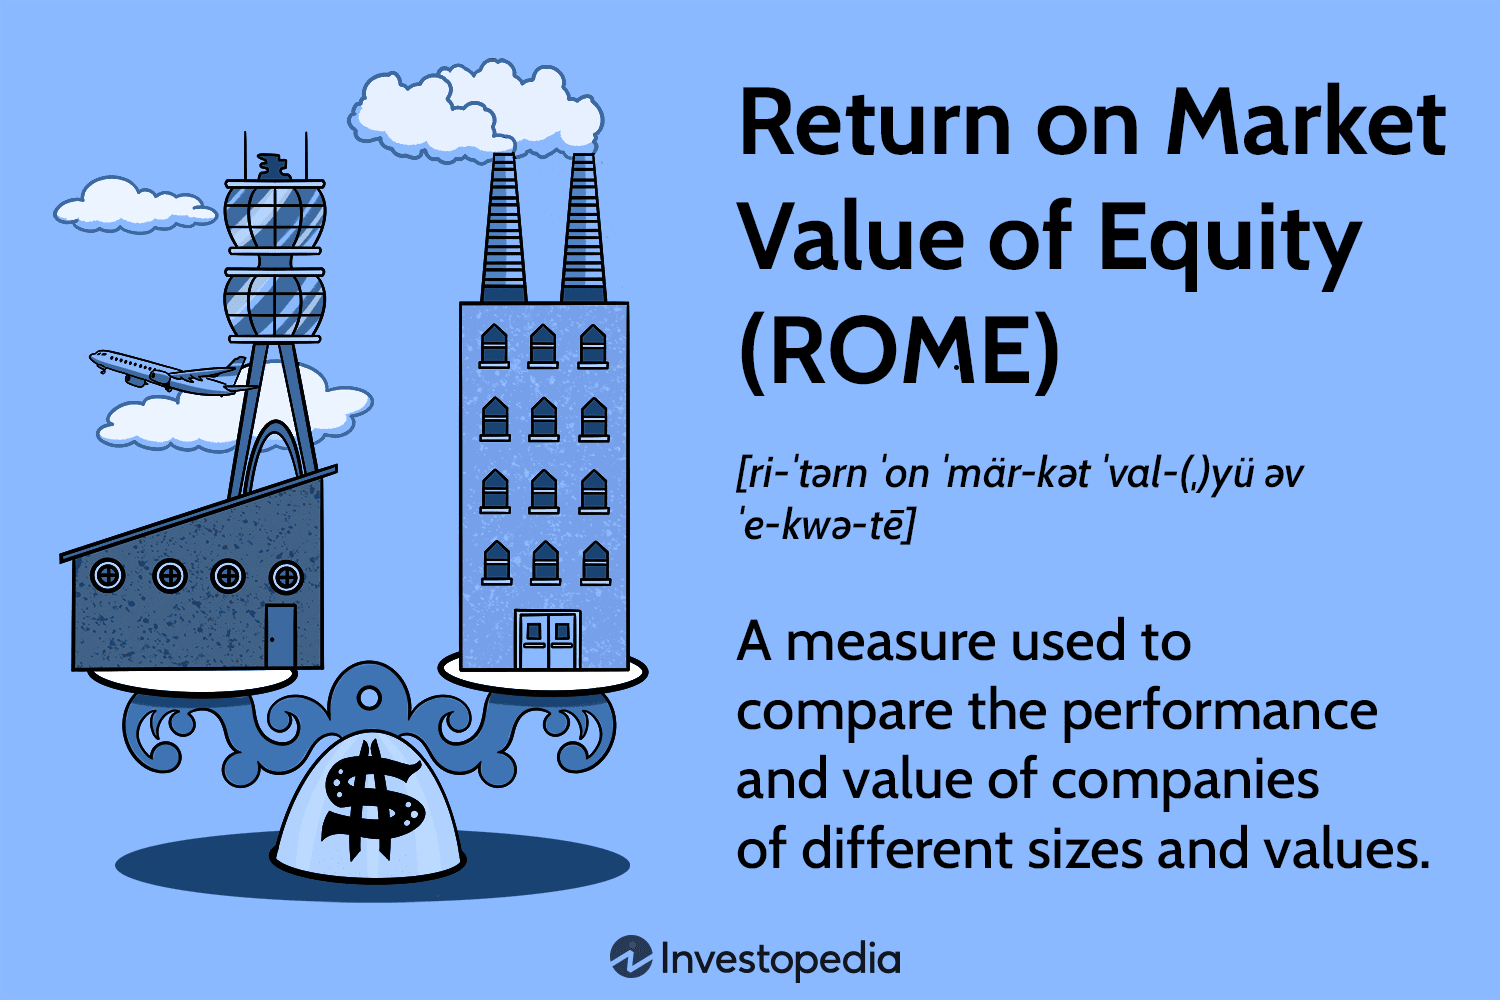 Return on Market
Value of Equity
(ROME)
[ri-ˈtərn ˈon ˈmär-kət ˈval-(ˌ)yü əv
ˈe-kwə-tē]
A measure used to
compare the performance
and value of companies
of different sizes and values.
$
Investopedia